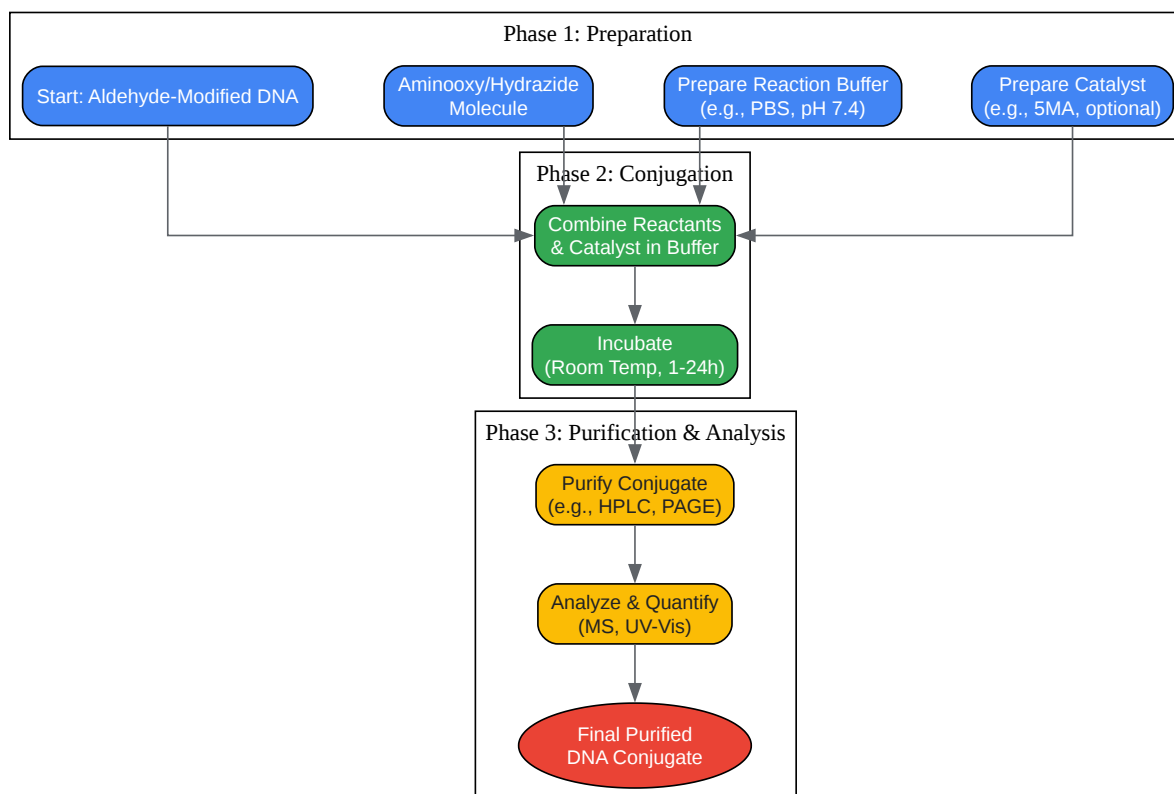 Phase 1: Preparation
Start: Aldehyde-Modified DNA
Aminooxy/Hydrazide
Molecule
Prepare Reaction Buffer
(e.g., PBS, pH 7.4)
Prepare Catalyst
(e.g., 5MA, optional)
Phase 2: Conjugation
Combine Reactants
& Catalyst in Buffer
Incubate
(Room Temp, 1-24h)
Phase 3: Purification & Analysis
Purify Conjugate
(e.g., HPLC, PAGE)
Analyze & Quantify
(MS, UV-Vis)
Final Purified
DNA Conjugate